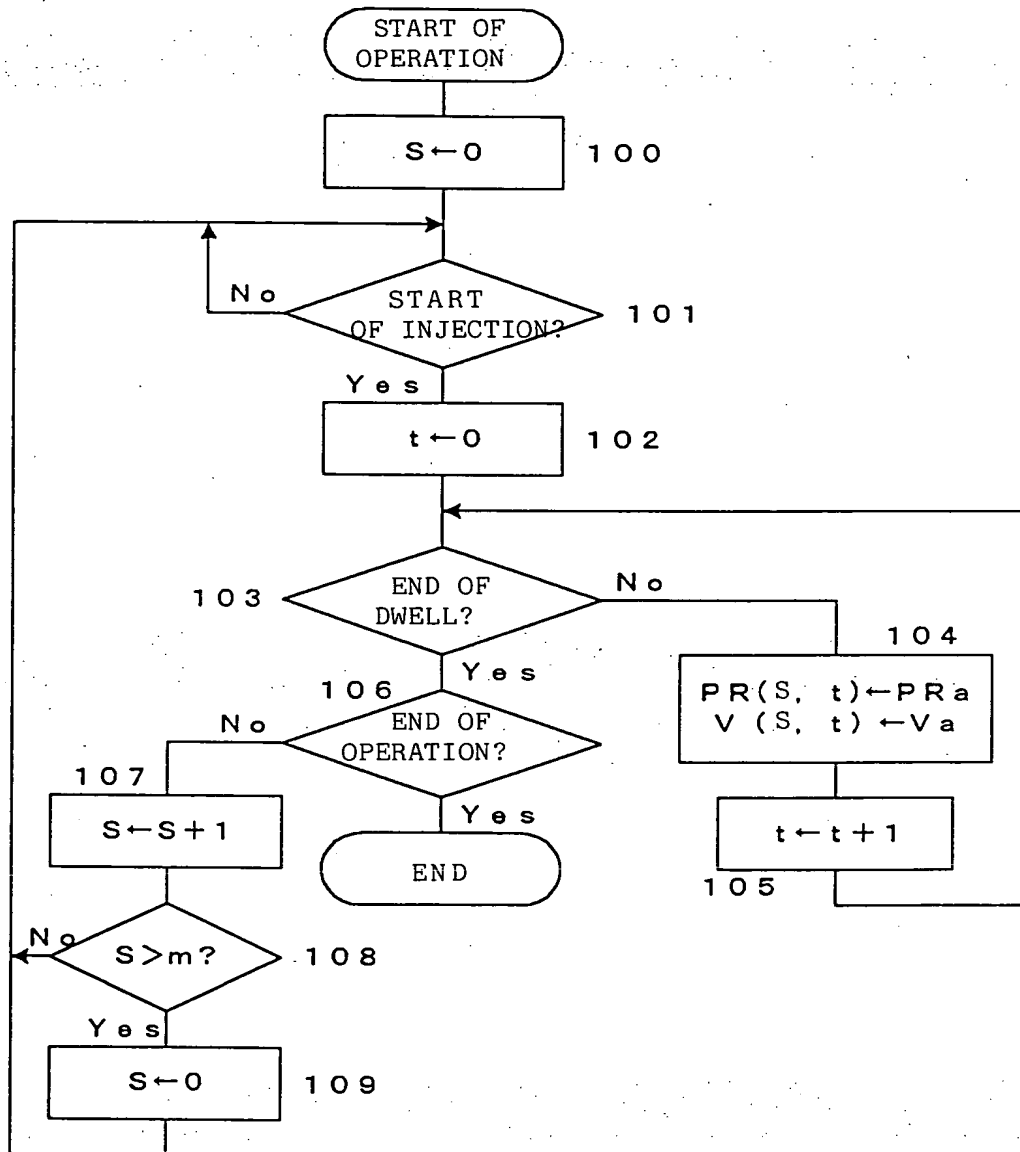 START OF
OPERATION
S←0
100
No
START
OF INJECTION?
101
Yes
t←0
102
103
END OF
DWELL?
No
104
PR(S, t)←PRa
V (S, t) ←Va
Yes
106
END OF
OPERATION?
No
107
S←S+1
Yes
t←t+1
105
END
No
S>m?
108
Yes
S←0
109